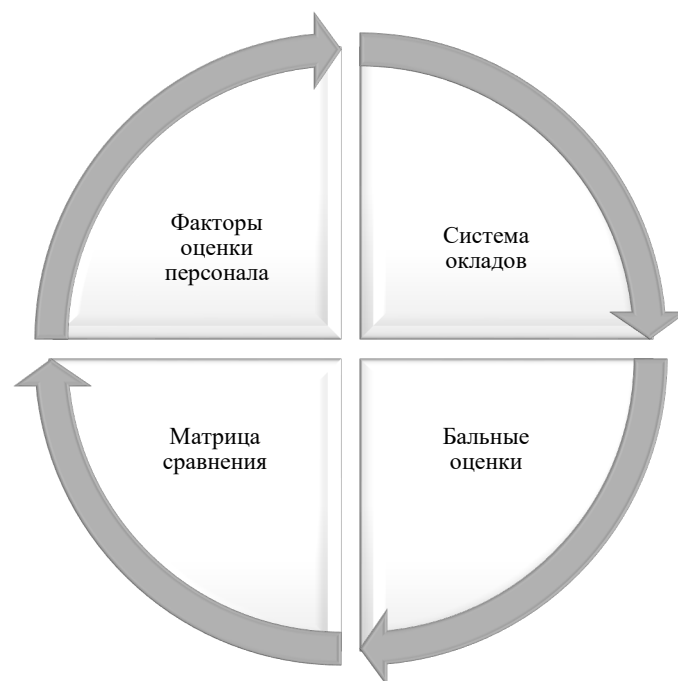 Факторы
оценки
персонала
Система
окладов
Матрица
сравнения
Бальные
оценки